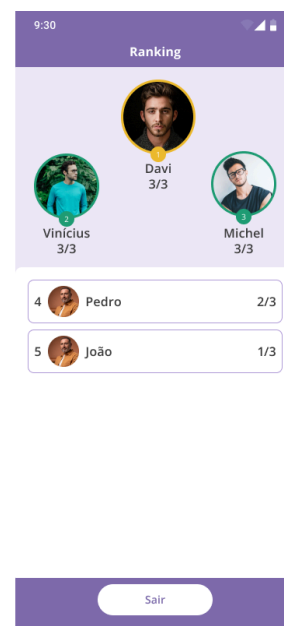 9:30
Ranking
1
Davi
3/3
2
Vinícius
3/3
3
Michel
3/3
4 Pedro 2/3
5 João 1/3
Sair